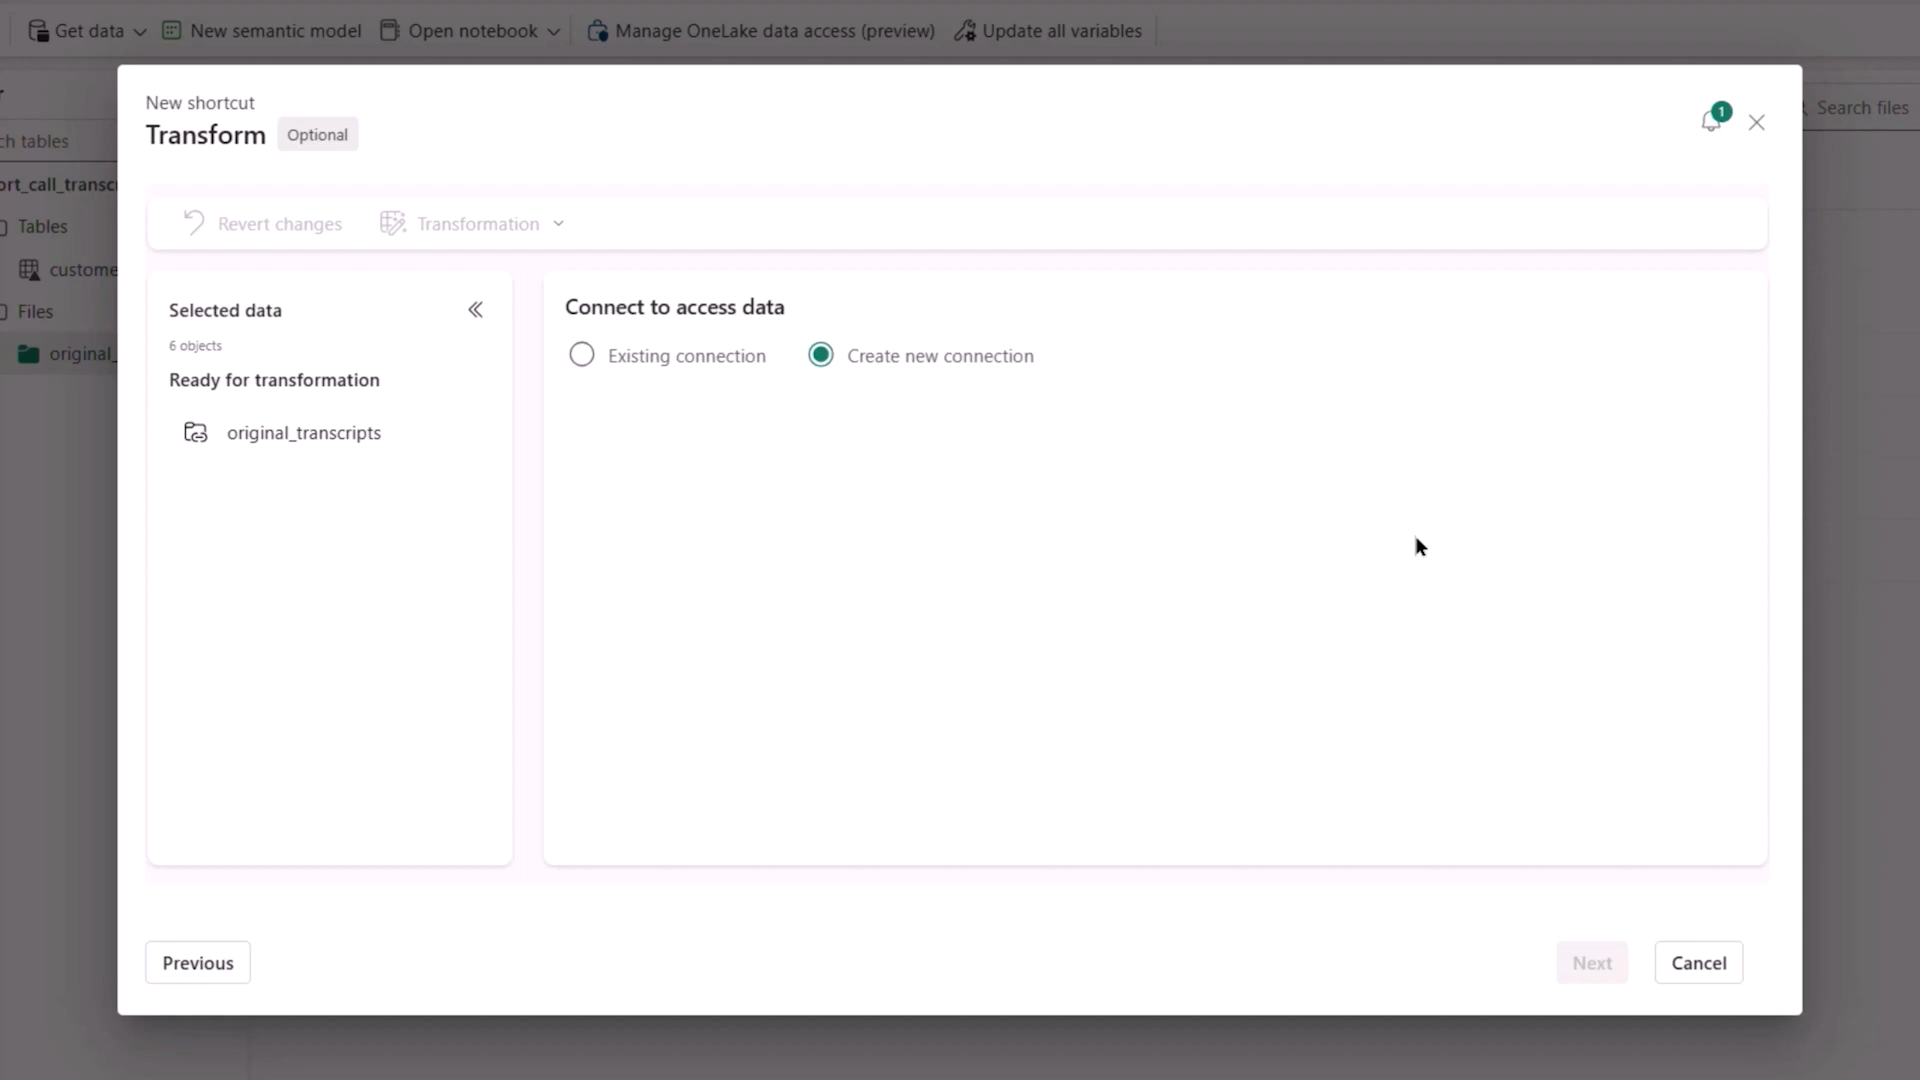 Get data
New semantic model
Open notebook
Manage OneLake data access (preview)
Update all variables
New shortcut
Transform
Optional
1
Search files
ch tables
Revert changes
Transformation
ort_call_transc
Tables
custome
Files
original_
Selected data
6 objects
Ready for transformation
original_transcripts
Connect to access data
Existing connection
Create new connection
Previous
Next
Cancel